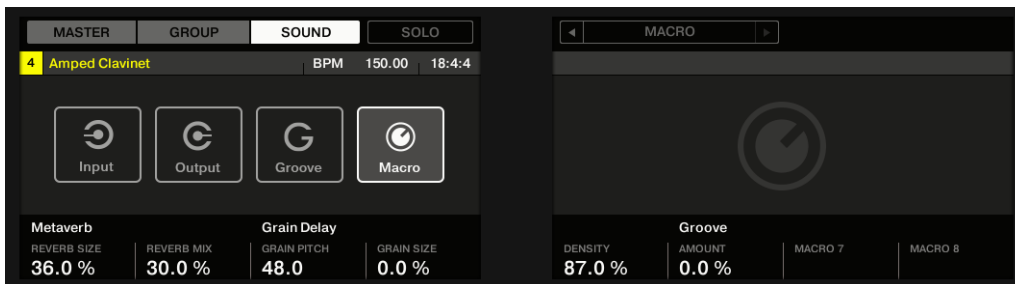 MASTER GROUP SOUND SOLO
4 Amped Clavinet BPM 150.00 18:4:4
Input Output Groove Macro
Metaverb Grain Delay
REVERB SIZE REVERB MIX GRAIN PITCH GRAIN SIZE
36.0 % 30.0 % 48.0 0.0 %
MACRO
Groove
DENSITY AMOUNT MACRO 7 MACRO 8
87.0 % 0.0 %